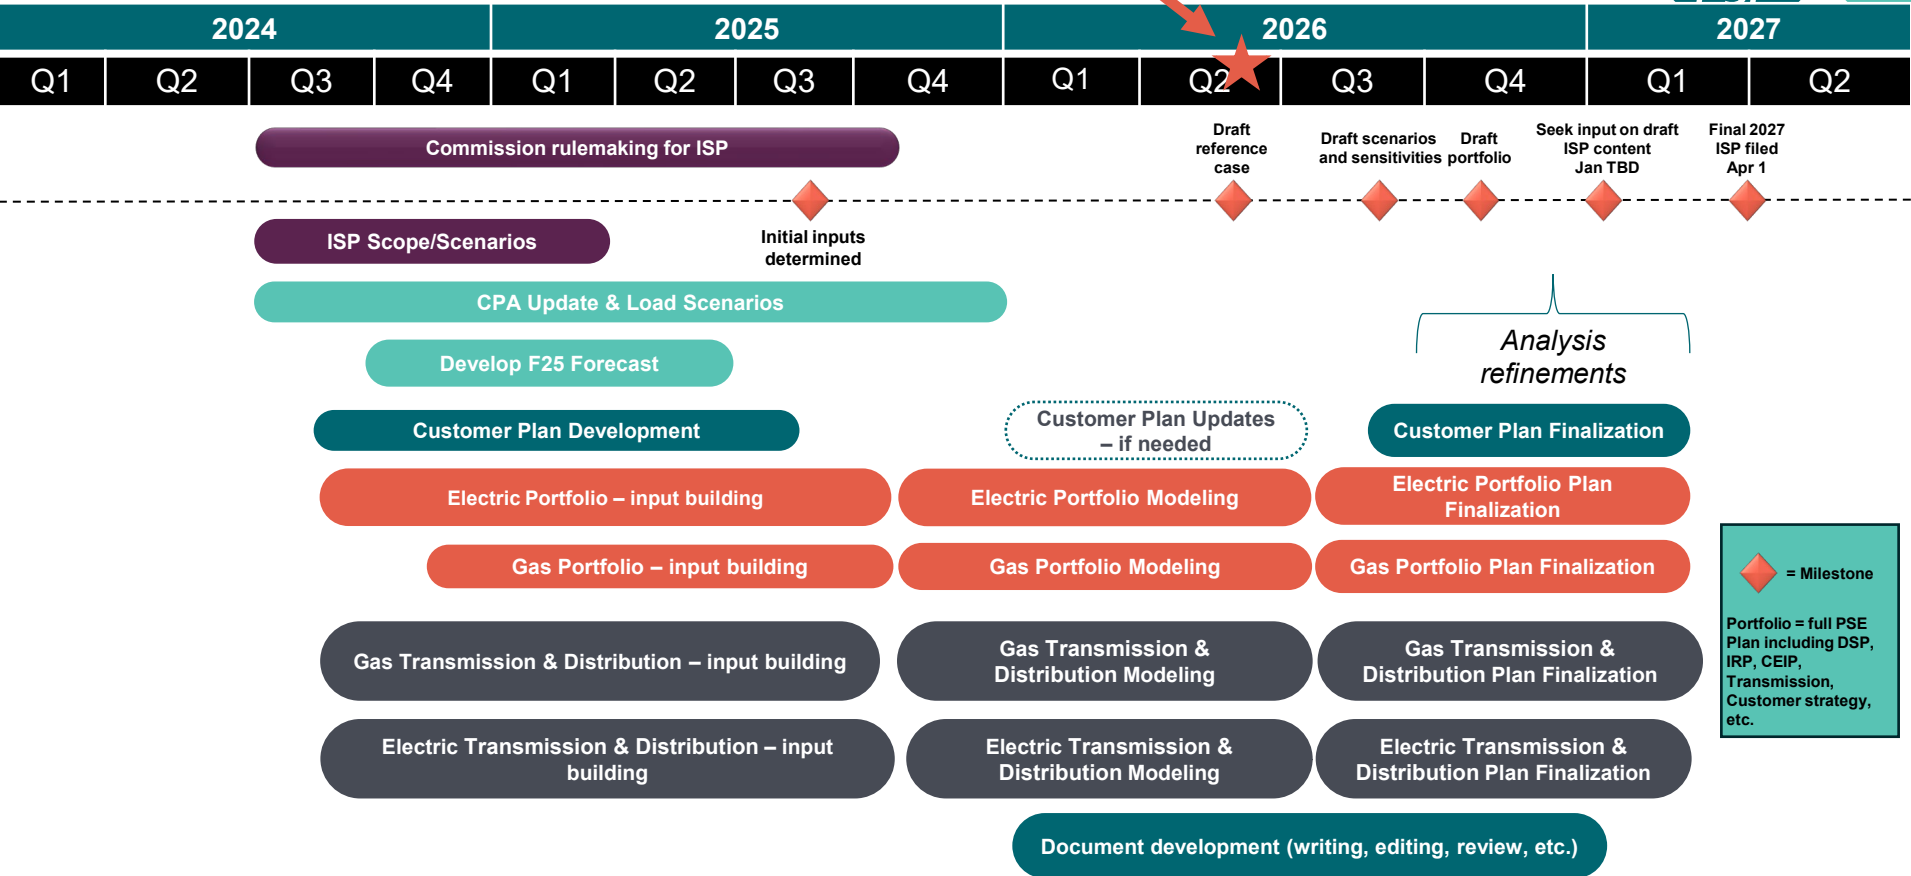 2024 2025 2026 2027
Q1 Q2 Q3 Q4 Q1 Q2 Q3 Q4 Q1 Q2 Q3 Q4 Q1 Q2
Commission rulemaking for ISP
Draft
reference
case
Draft scenarios
and sensitivities
Draft
portfolio
Seek input on draft
ISP content
Jan TBD
Final 2027
ISP filed
Apr 1
ISP Scope/Scenarios
Initial inputs
determined
CPA Update & Load Scenarios
Develop F25 Forecast
Analysis
refinements
Customer Plan Development
Customer Plan Updates
– if needed
Customer Plan Finalization
Electric Portfolio – input building
Electric Portfolio Modeling
Electric Portfolio Plan
Finalization
Gas Portfolio – input building
Gas Portfolio Modeling
Gas Portfolio Plan Finalization
= Milestone
Portfolio = full PSE
Plan including DSP,
IRP, CEIP,
Transmission,
Customer strategy,
etc.
Gas Transmission & Distribution – input building
Gas Transmission &
Distribution Modeling
Gas Transmission &
Distribution Plan Finalization
Electric Transmission & Distribution – input
building
Electric Transmission &
Distribution Modeling
Electric Transmission &
Distribution Plan Finalization
Document development (writing, editing, review, etc.)